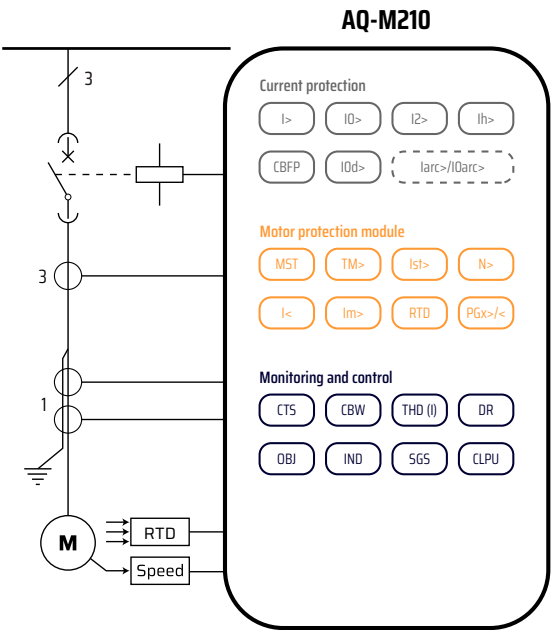 AQ-M210
3
Current protection
I> I0> I2> Ih>
CBFP I0d> Iarc>/I0arc>
Motor protection module
MST TM> Ist> N>
3
I< Im> RTD PGx>/<
Monitoring and control
1
CTS CBW THD (I) DR
OBJ IND SGS CLPU
RTD
M
Speed